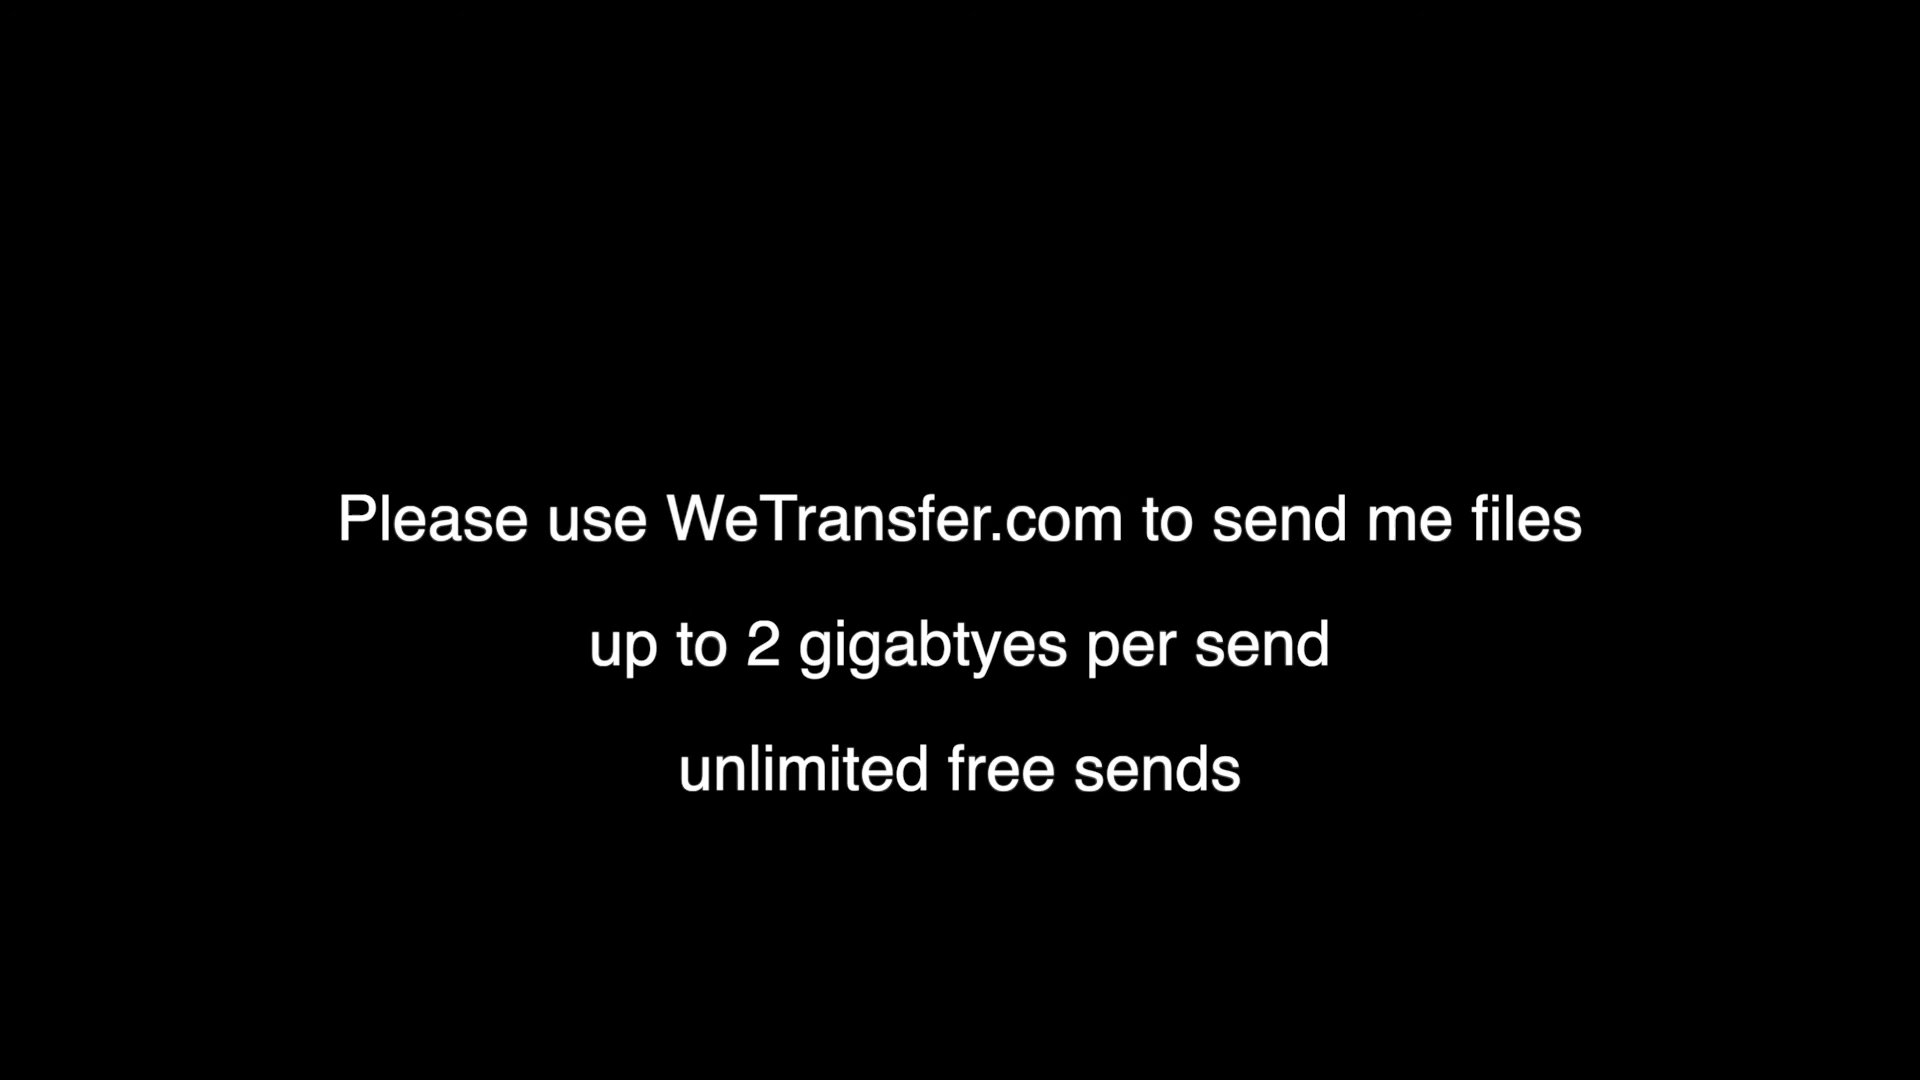 Please use WeTransfer.com to send me files
up to 2 gigabtyes per send
unlimited free sends